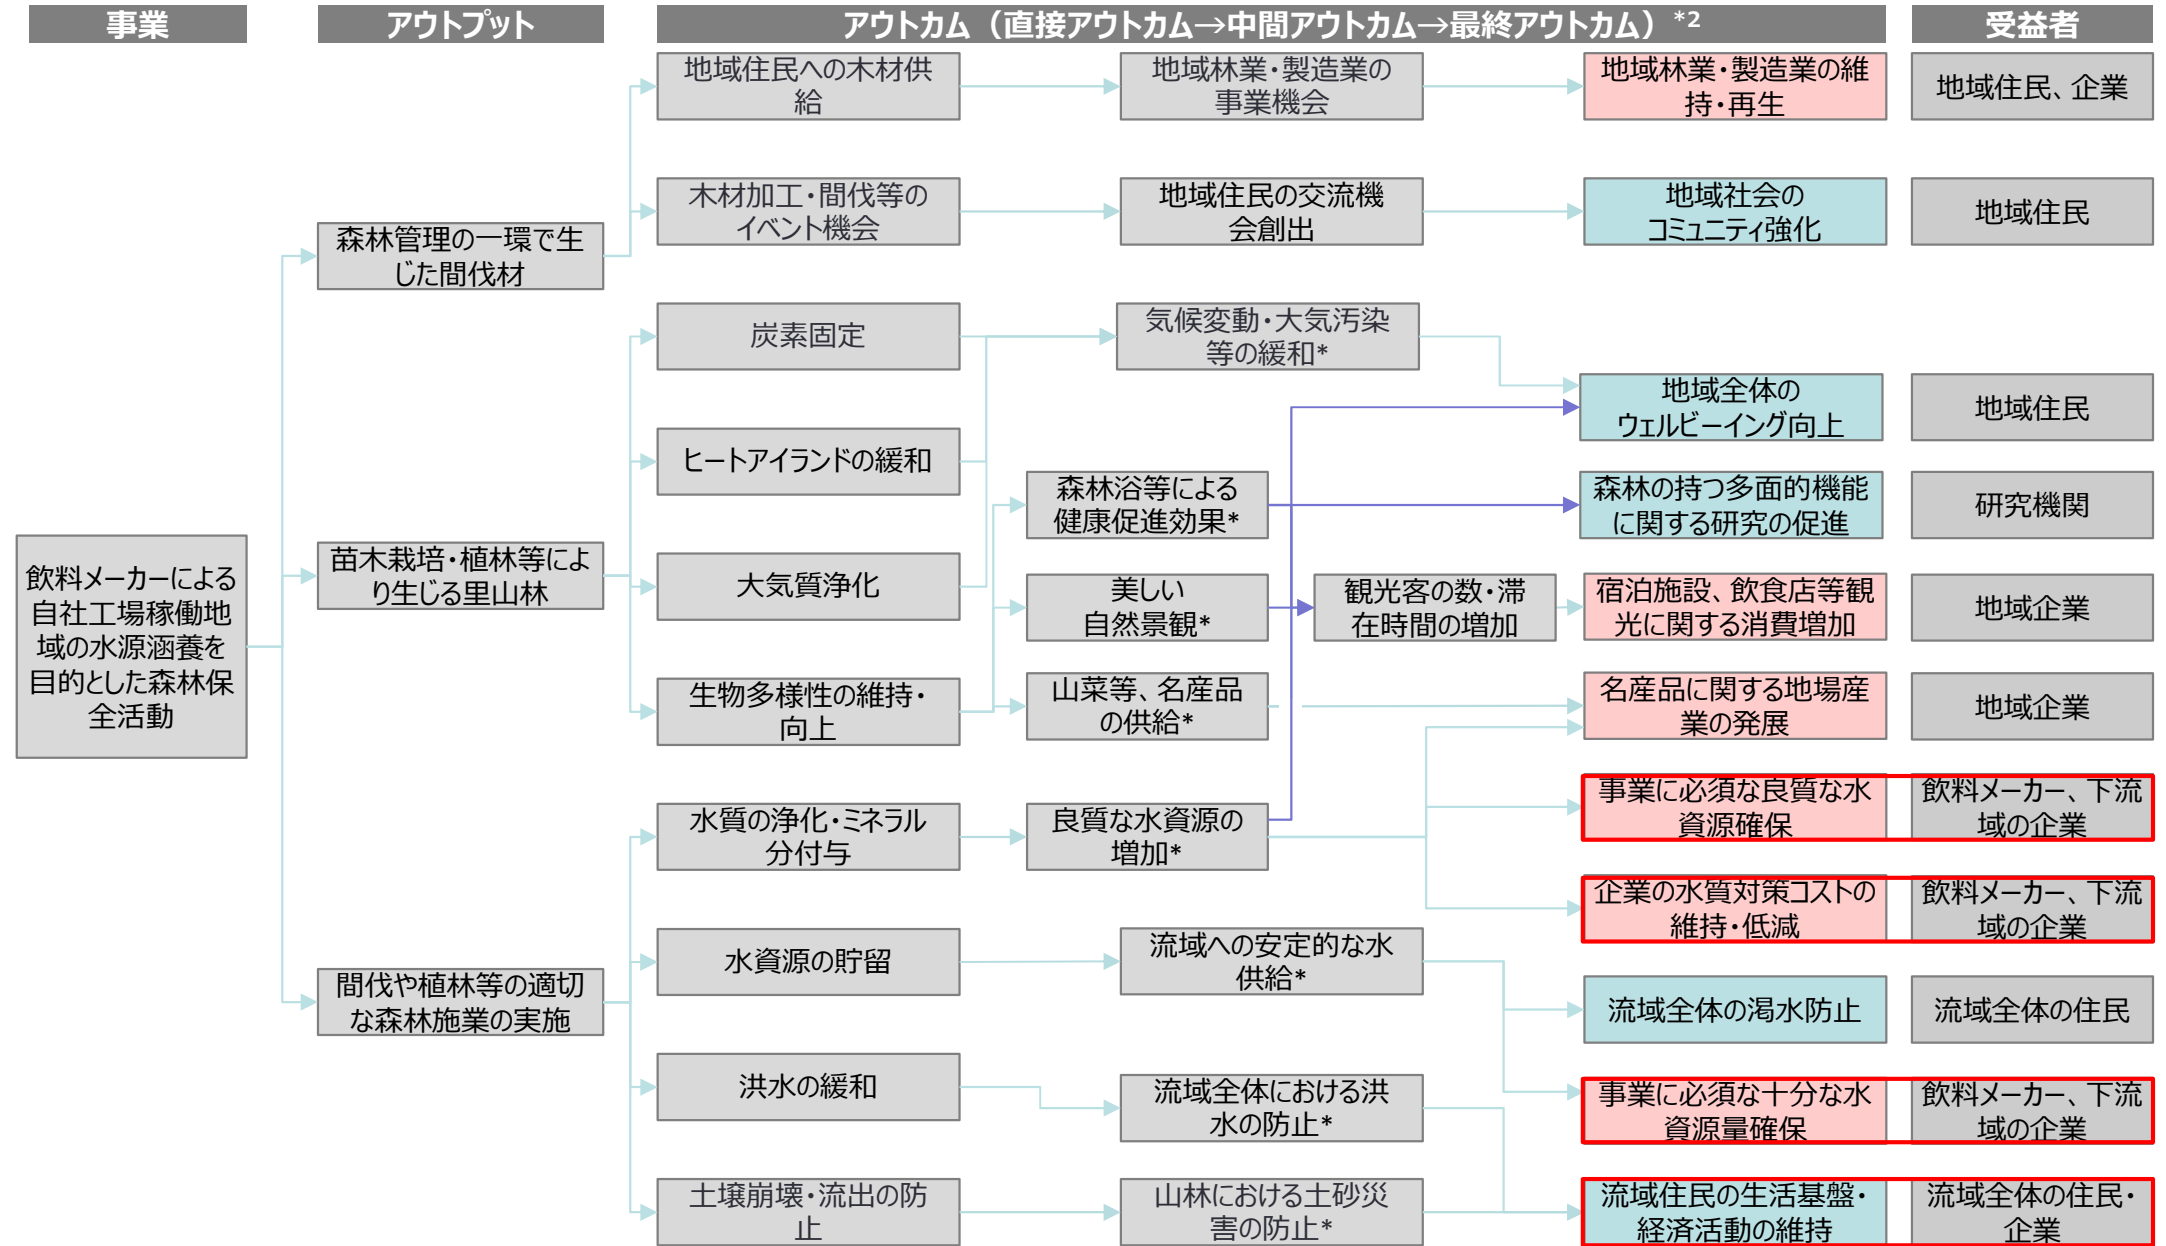 事業
アウトプット
アウトカム（直接アウトカム→中間アウトカム→最終アウトカム）*2
受益者
地域住民への木材供
給
地域林業・製造業の
事業機会
地域林業・製造業の維
持・再生
地域住民、企業
木材加工・間伐等の
イベント機会
地域住民の交流機
会創出
地域社会の
コミュニティ強化
地域住民
森林管理の一環で生
じた間伐材
炭素固定
気候変動・大気汚染
等の緩和*
地域全体の
ウェルビーイング向上
地域住民
ヒートアイランドの緩和
森林浴等による
健康促進効果*
森林の持つ多面的機能
に関する研究の促進
研究機関
飲料メーカーによる
自社工場稼働地
域の水源涵養を
目的とした森林保
全活動
苗木栽培・植林等によ
り生じる里山林
大気質浄化
美しい
自然景観*
観光客の数・滞
在時間の増加
宿泊施設、飲食店等観
光に関する消費増加
地域企業
生物多様性の維持・
向上
山菜等、名産品
の供給*
名産品に関する地場産
業の発展
地域企業
水質の浄化・ミネラル
分付与
良質な水資源の
増加*
事業に必須な良質な水
資源確保
飲料メーカー、下流
域の企業
企業の水質対策コストの
維持・低減
飲料メーカー、下流
域の企業
間伐や植林等の適切
な森林施業の実施
水資源の貯留
流域への安定的な水
供給*
流域全体の渇水防止
流域全体の住民
洪水の緩和
流域全体における洪
水の防止*
事業に必須な十分な水
資源量確保
飲料メーカー、下流
域の企業
土壌崩壊・流出の防
止
山林における土砂災
害の防止*
流域住民の生活基盤・
経済活動の維持
流域全体の住民・
企業